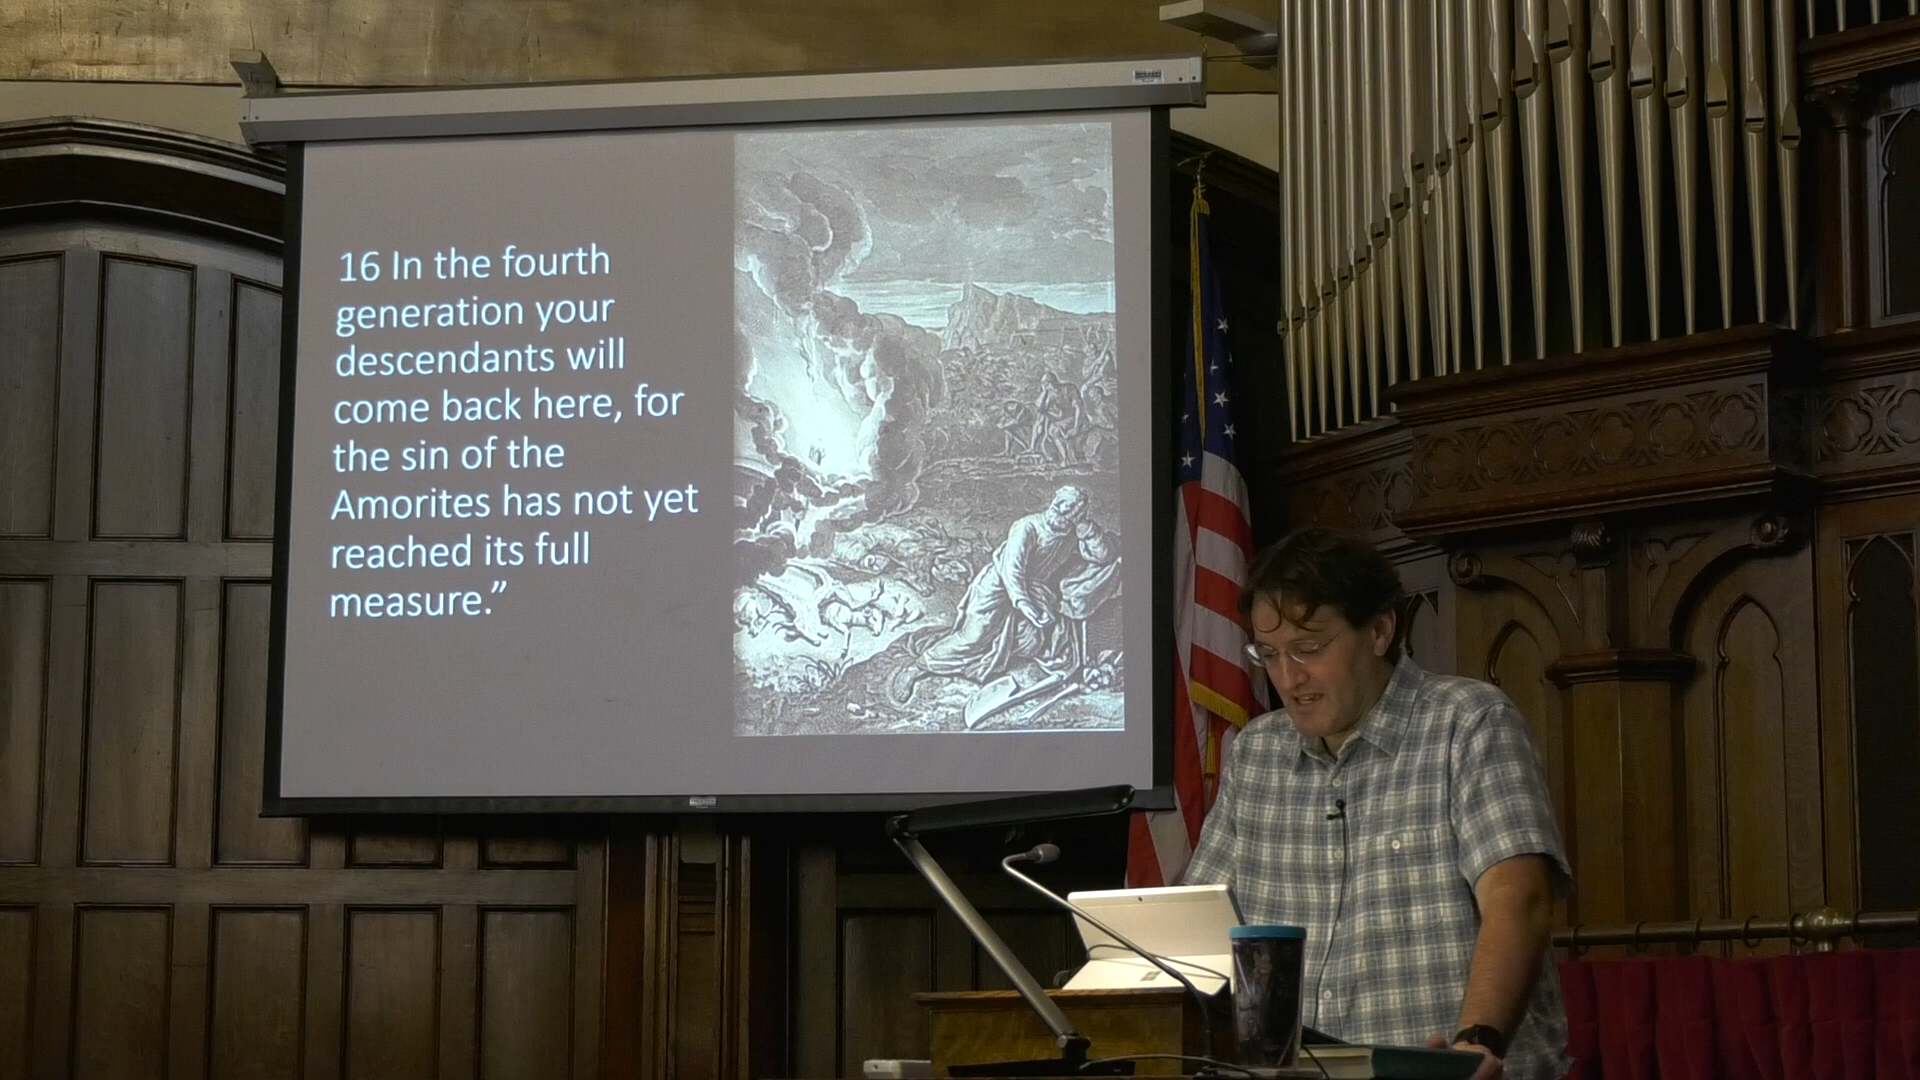 16 In the fourth
generation your
descendants will
come back here, for
the sin of the
Amorites has not yet
reached its full
measure.”